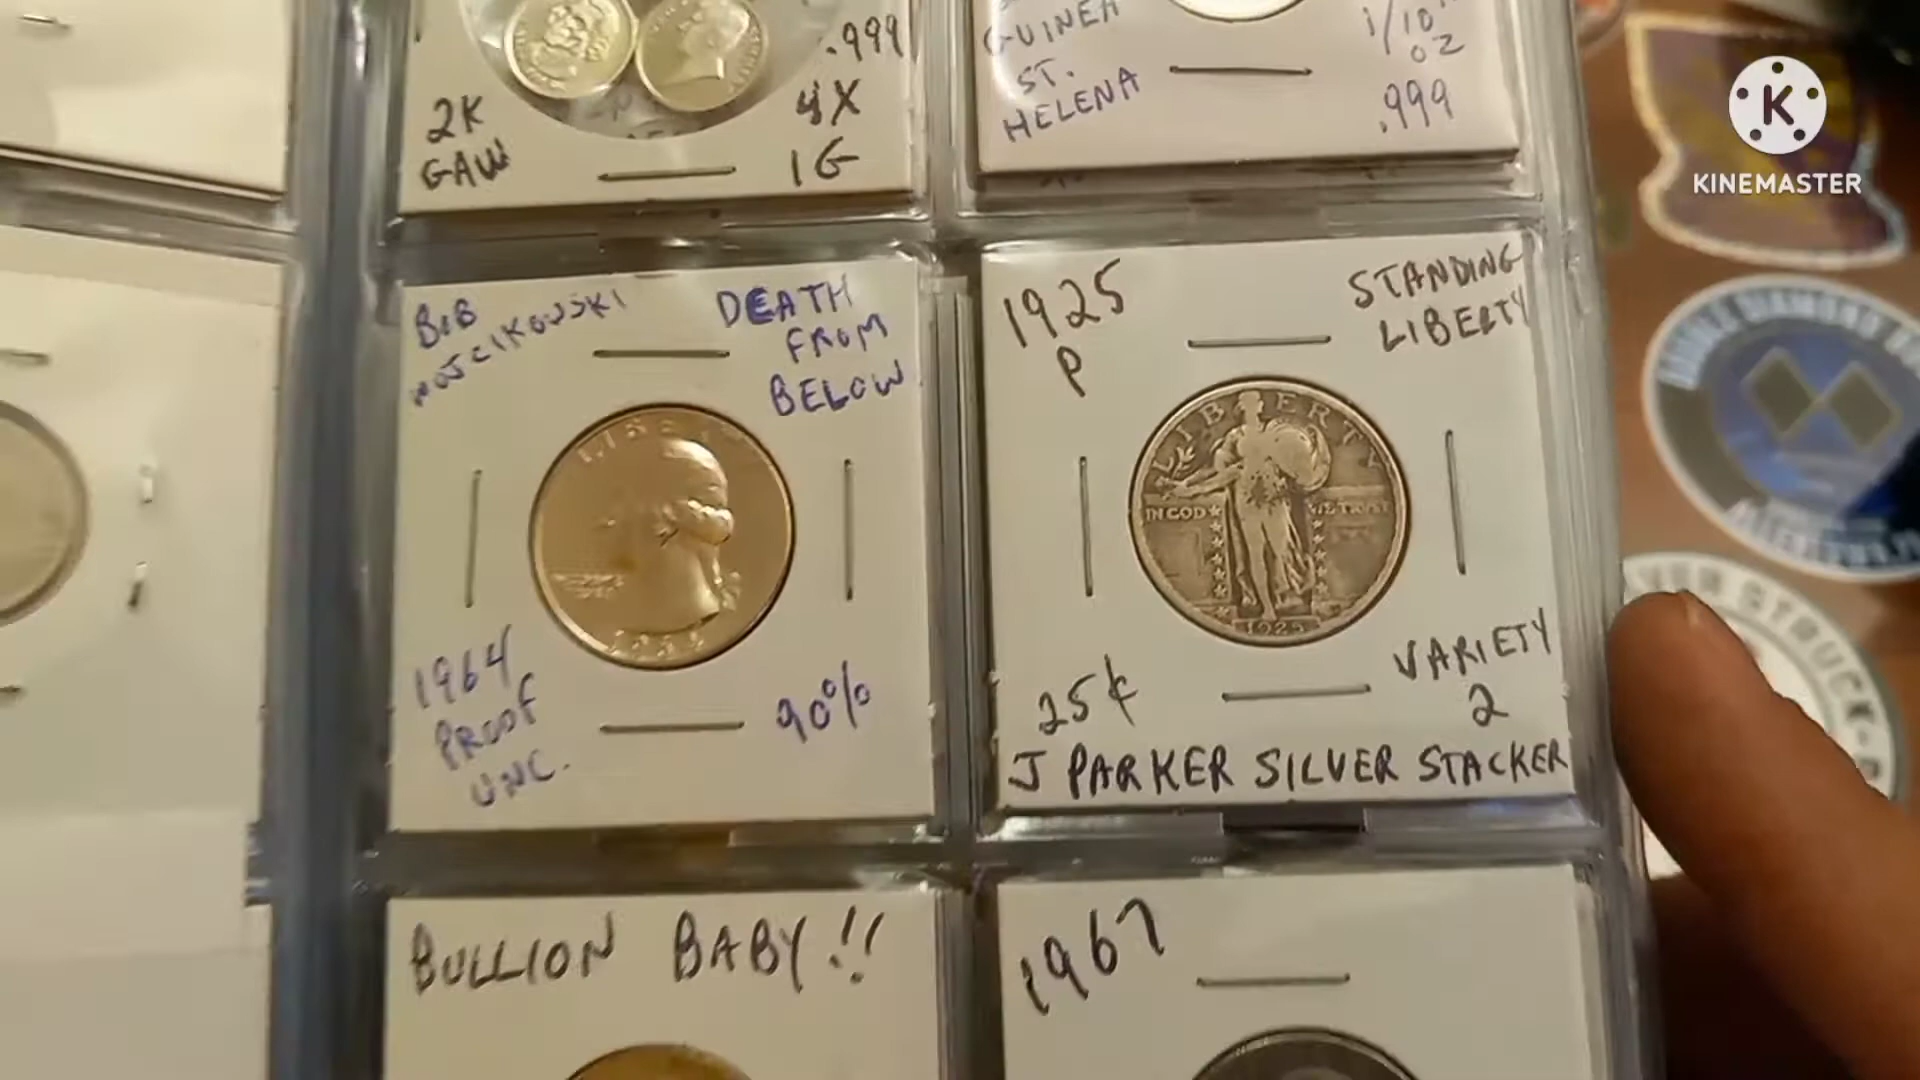 .999
2K
GAW
4X
1G
GUINEA
ST.
HELENA
1/10
OZ
.999
K
KINEMASTER
BOB
WOJCIKOWSKI
DEATH
FROM
BELOW
1964
PROOF
UNC.
90%
1925
P
STANDING
LIBERTY
LIBERTY
IN GOD WE TRUST
1925
25¢
VARIETY
2
J PARKER SILVER STACKER
BULLION BABY!!
1967